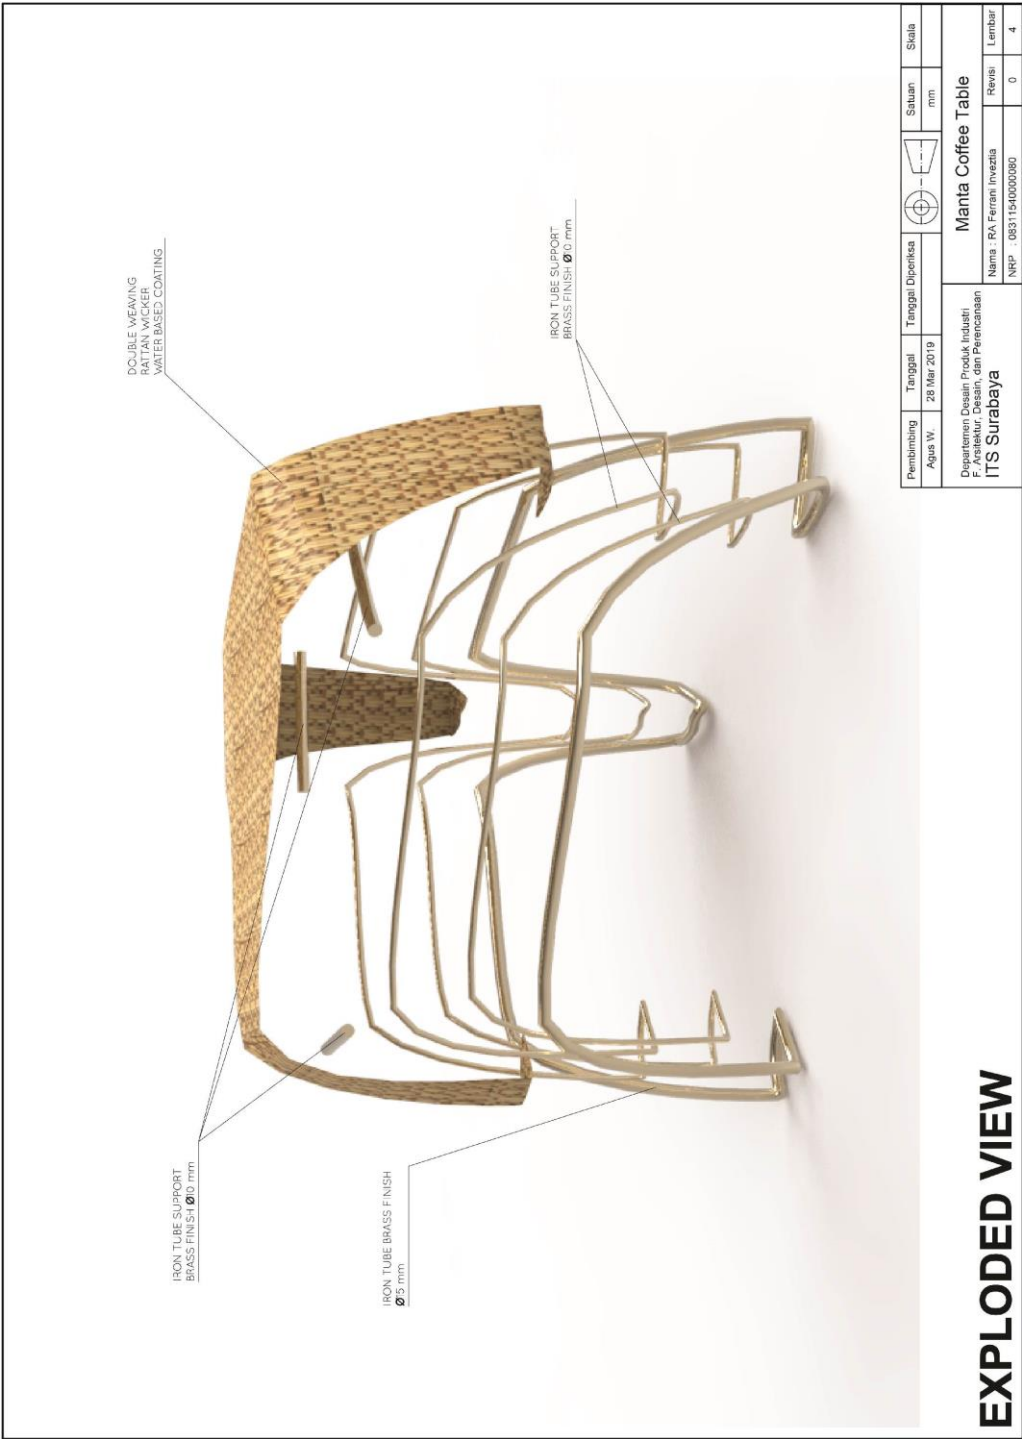 DOUBLE WEAVING
RATTAN WICKER
WATER BASED COATING
IRON TUBE SUPPORT
BRASS FINISH Ø10 mm
IRON TUBE SUPPORT
BRASS FINISH Ø10 mm
IRON TUBE BRASS FINISH
Ø15 mm
EXPLODED VIEW
Pembimbing Tanggal Tanggal Diperiksa Satuan Skala
Agus W. 28 Mar 2019 mm
Departemen Desain Produk Industri
F. Arsitektur, Desain, dan Perencanaan
ITS Surabaya
Manta Coffee Table
Nama : RA Ferrani Inveztia Revisi Lembar
NRP : 08311540000080 0 4